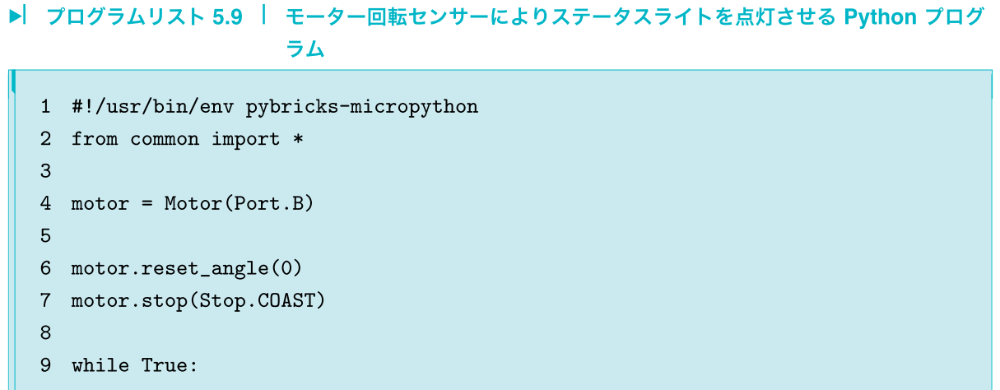 プログラムリスト 5.9 | モーター回転センサーによりステータスライトを点灯させる Python プログ
ラム
1 #!/usr/bin/env pybricks-micropython
2 from common import *
3
4 motor = Motor(Port.B)
5
6 motor.reset_angle(0)
7 motor.stop(Stop.COAST)
8
9 while True: